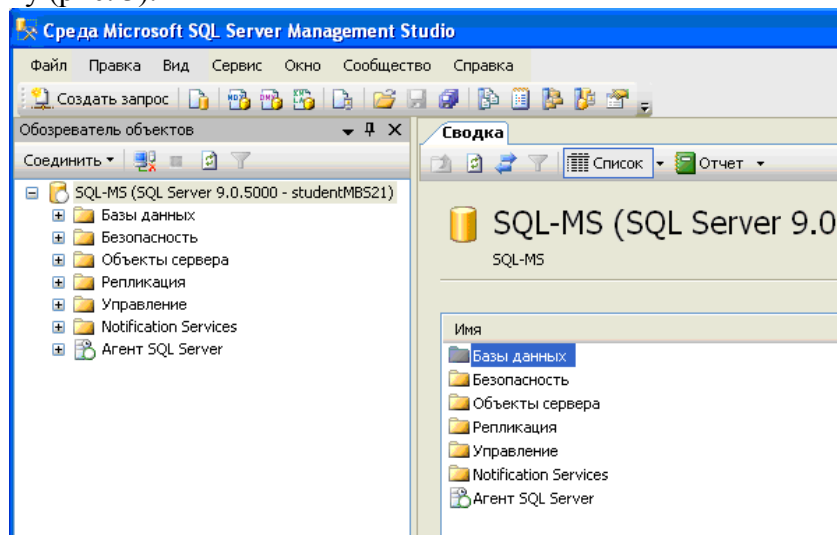 Среда Microsoft SQL Server Management Studio
Файл Правка Вид Сервис Окно Сообщество Справка
Создать запрос
Обозреватель объектов
Соединить
SQL-MS (SQL Server 9.0.5000 - studentMBS21)
Базы данных
Безопасность
Объекты сервера
Репликация
Управление
Notification Services
Агент SQL Server
Сводка
Список Отчет
SQL-MS (SQL Server 9.0
SQL-MS
Имя
Базы данных
Безопасность
Объекты сервера
Репликация
Управление
Notification Services
Агент SQL Server